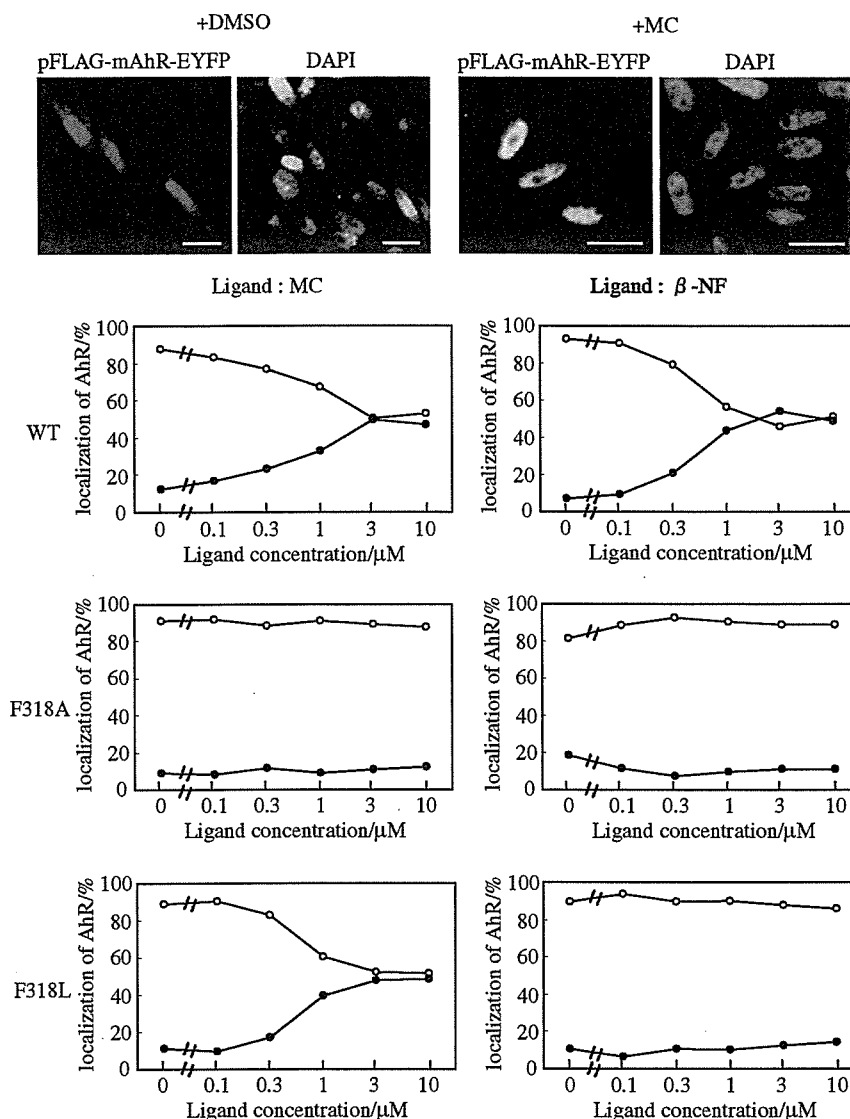 +DMSO
+MC
pFLAG-mAhR-EYFP
DAPI
pFLAG-mAhR-EYFP
DAPI
Ligand : MC
Ligand : β-NF
WT
localization of AhR/%
100
80
60
40
20
0
0 0.1 0.3 1 3 10
Ligand concentration/μM
localization of AhR/%
100
80
60
40
20
0
0 0.1 0.3 1 3 10
Ligand concentration/μM
F318A
localization of AhR/%
100
80
60
40
20
0
0 0.1 0.3 1 3 10
Ligand concentration/μM
localization of AhR/%
100
80
60
40
20
0
0 0.1 0.3 1 3 10
Ligand concentration/μM
F318L
localization of AhR/%
100
80
60
40
20
0
0 0.1 0.3 1 3 10
Ligand concentration/μM
localization of AhR/%
100
80
60
40
20
0
0 0.1 0.3 1 3 10
Ligand concentration/μM